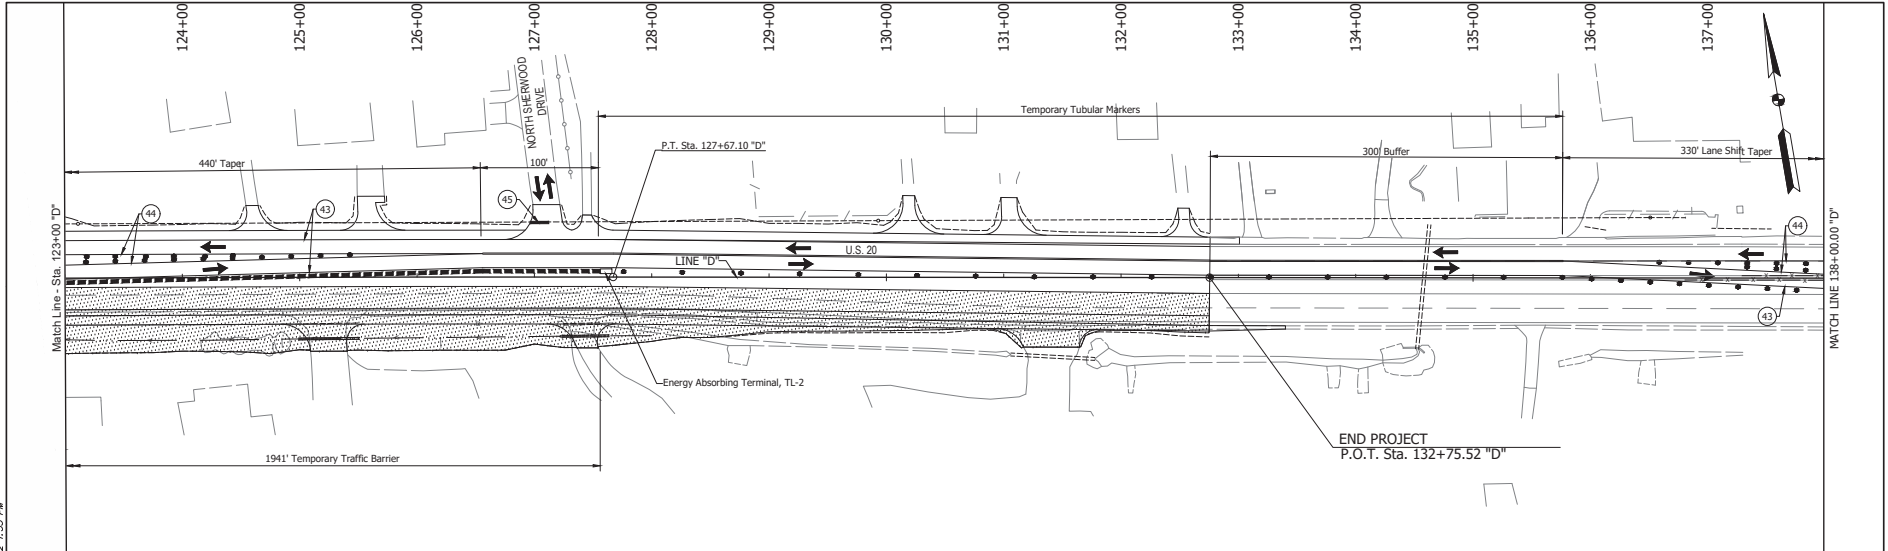 124+00
125+00
126+00
127+00
128+00
129+00
130+00
131+00
132+00
133+00
134+00
135+00
136+00
137+00
NORTH SHERWOOD
DRIVE
Temporary Tubular Markers
P.T. Sta. 127+67.10 "D"
440' Taper
100'
300' Buffer
330' Lane Shift Taper
Match Line - Sta. 123+00 "D"
MATCH LINE 138+00.00 "D"
44
43
45
44
U.S. 20
LINE "D"
43
Energy Absorbing Terminal, TL-2
END PROJECT
P.O.T. Sta. 132+75.52 "D"
1941' Temporary Traffic Barrier